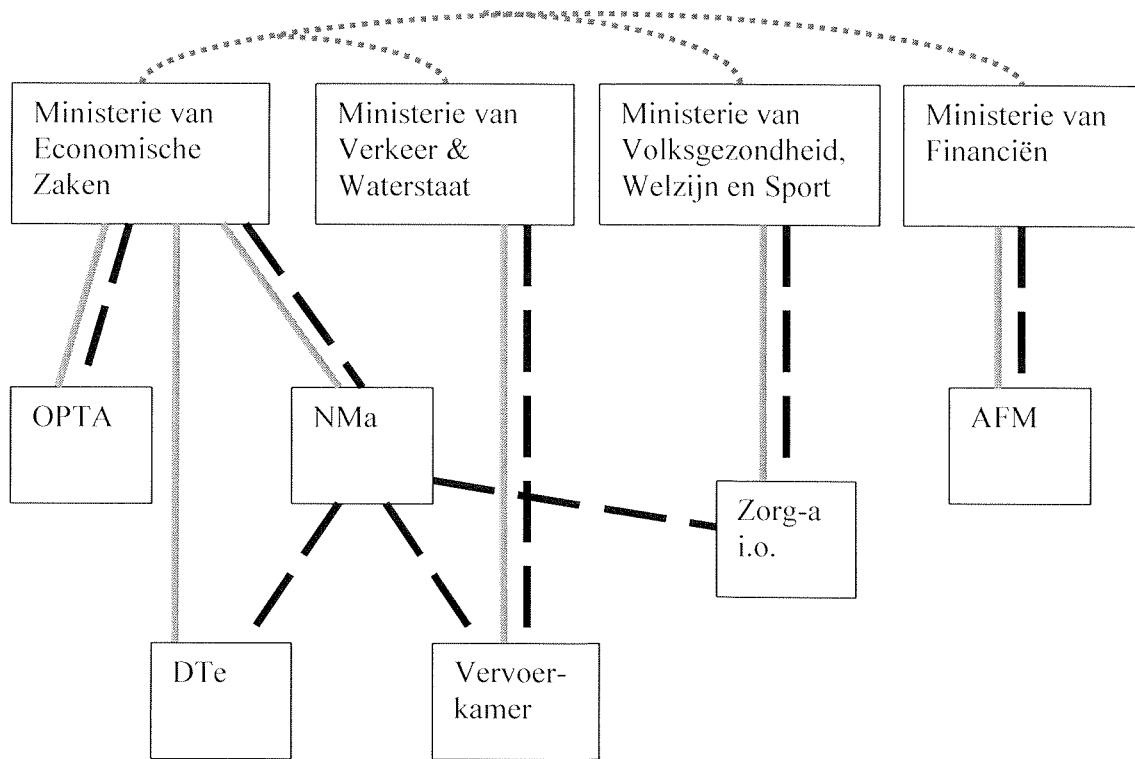 Ministerie van
Economische
Zaken
Ministerie van
Verkeer &
Waterstaat
Ministerie van
Volksgezondheid,
Welzijn en Sport
Ministerie van
Financiën
OPTA
NMa
AFM
Zorg-a
i.o.
DTe
Vervoer-
kamer